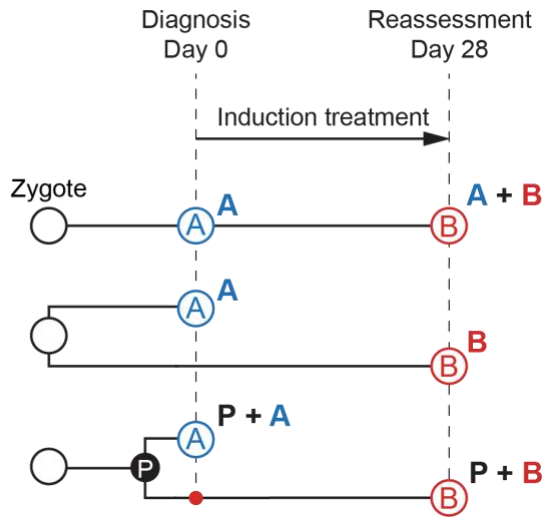 Diagnosis
Day 0
Reassessment
Day 28
Induction treatment
Zygote
A
A
B
A + B
A
A
B
B
P
A
P + A
B
P + B